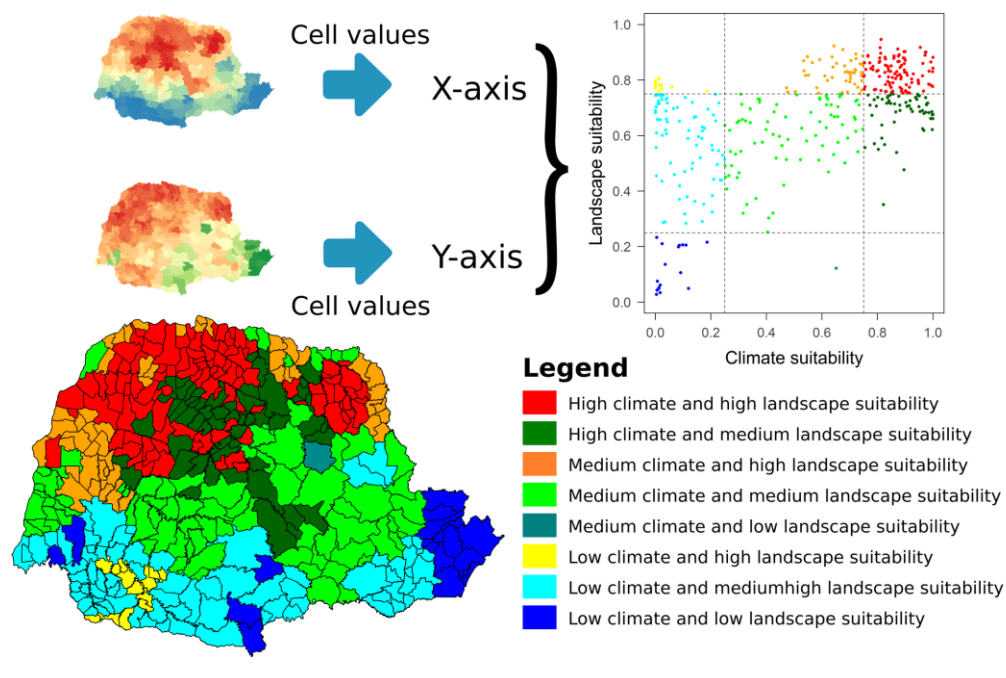 Cell values
X-axis
Y-axis
Cell values
Landscape suitability
1.0
0.8
0.6
0.4
0.2
0.0
0.0 0.2 0.4 0.6 0.8 1.0
Climate suitability
Legend
High climate and high landscape suitability
High climate and medium landscape suitability
Medium climate and high landscape suitability
Medium climate and medium landscape suitability
Medium climate and low landscape suitability
Low climate and high landscape suitability
Low climate and mediumhigh landscape suitability
Low climate and low landscape suitability